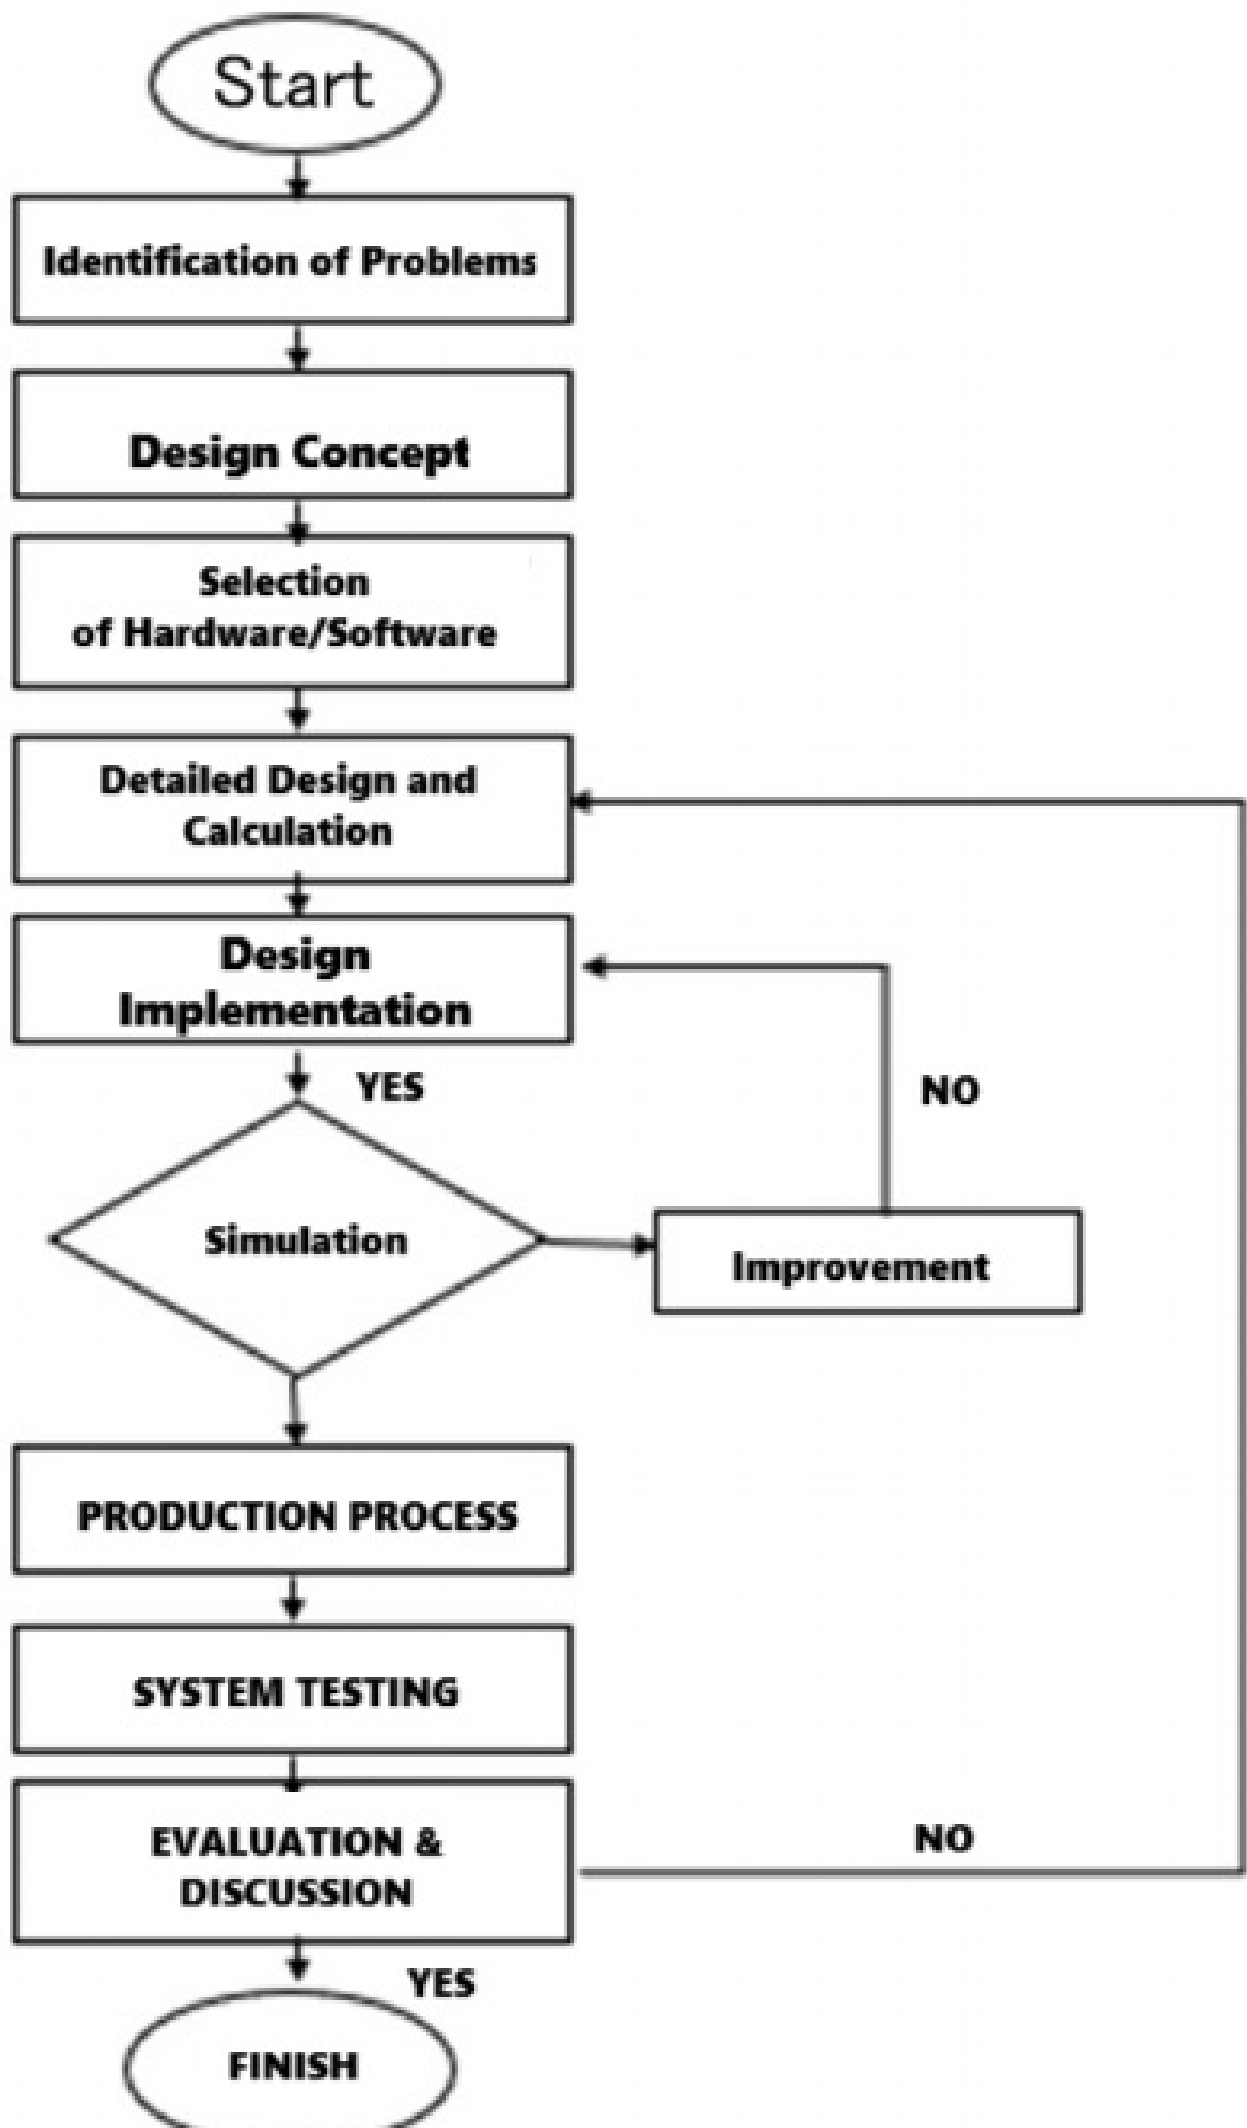 Start
Identification of Problems
Design Concept
Selection
of Hardware/Software
Detailed Design and
Calculation
Design
Implementation
YES
NO
Simulation
Improvement
PRODUCTION PROCESS
SYSTEM TESTING
EVALUATION &
DISCUSSION
NO
YES
FINISH